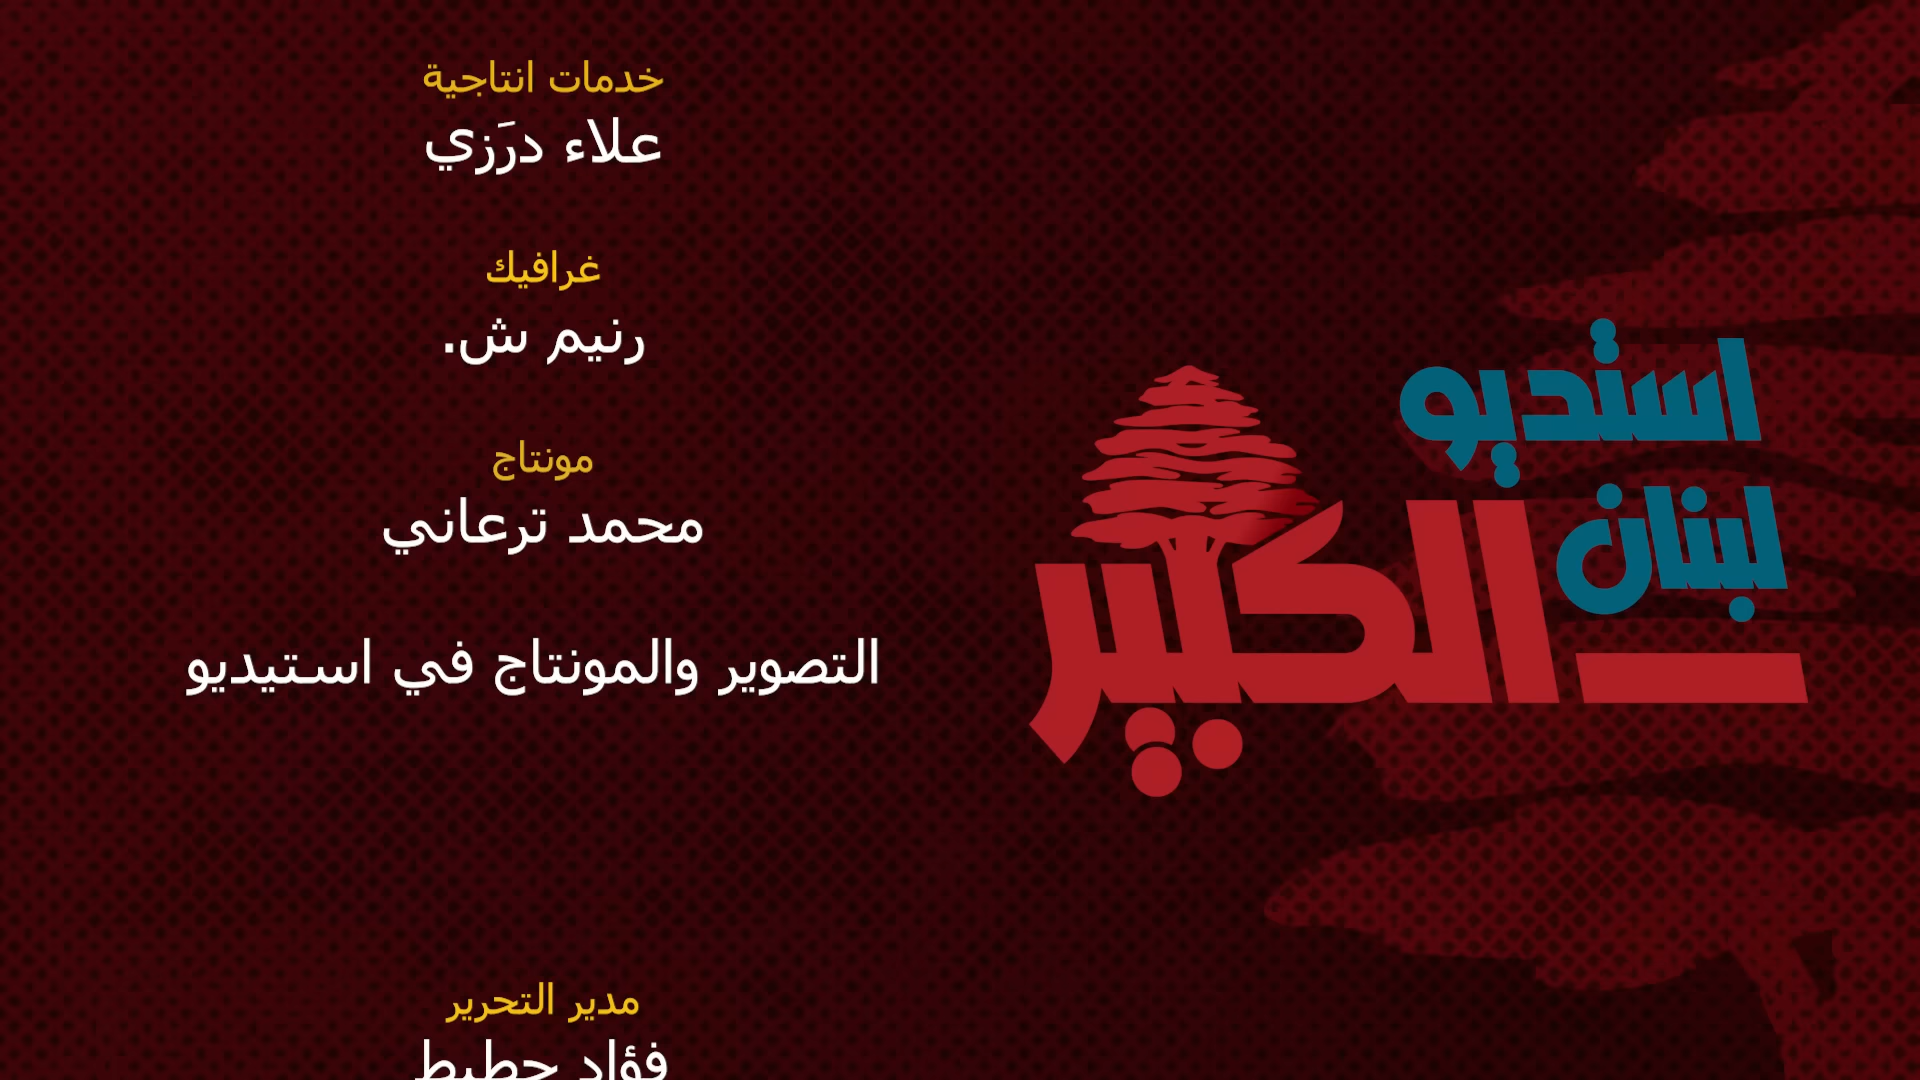 خدمات انتاجية
علاء درَزي
غرافيك
رنيم ش.
مونتاج
محمد ترعاني
التصوير والمونتاج في استيديو
مدير التحرير
فؤاد حطيط
استديو
لبنان
الكبير